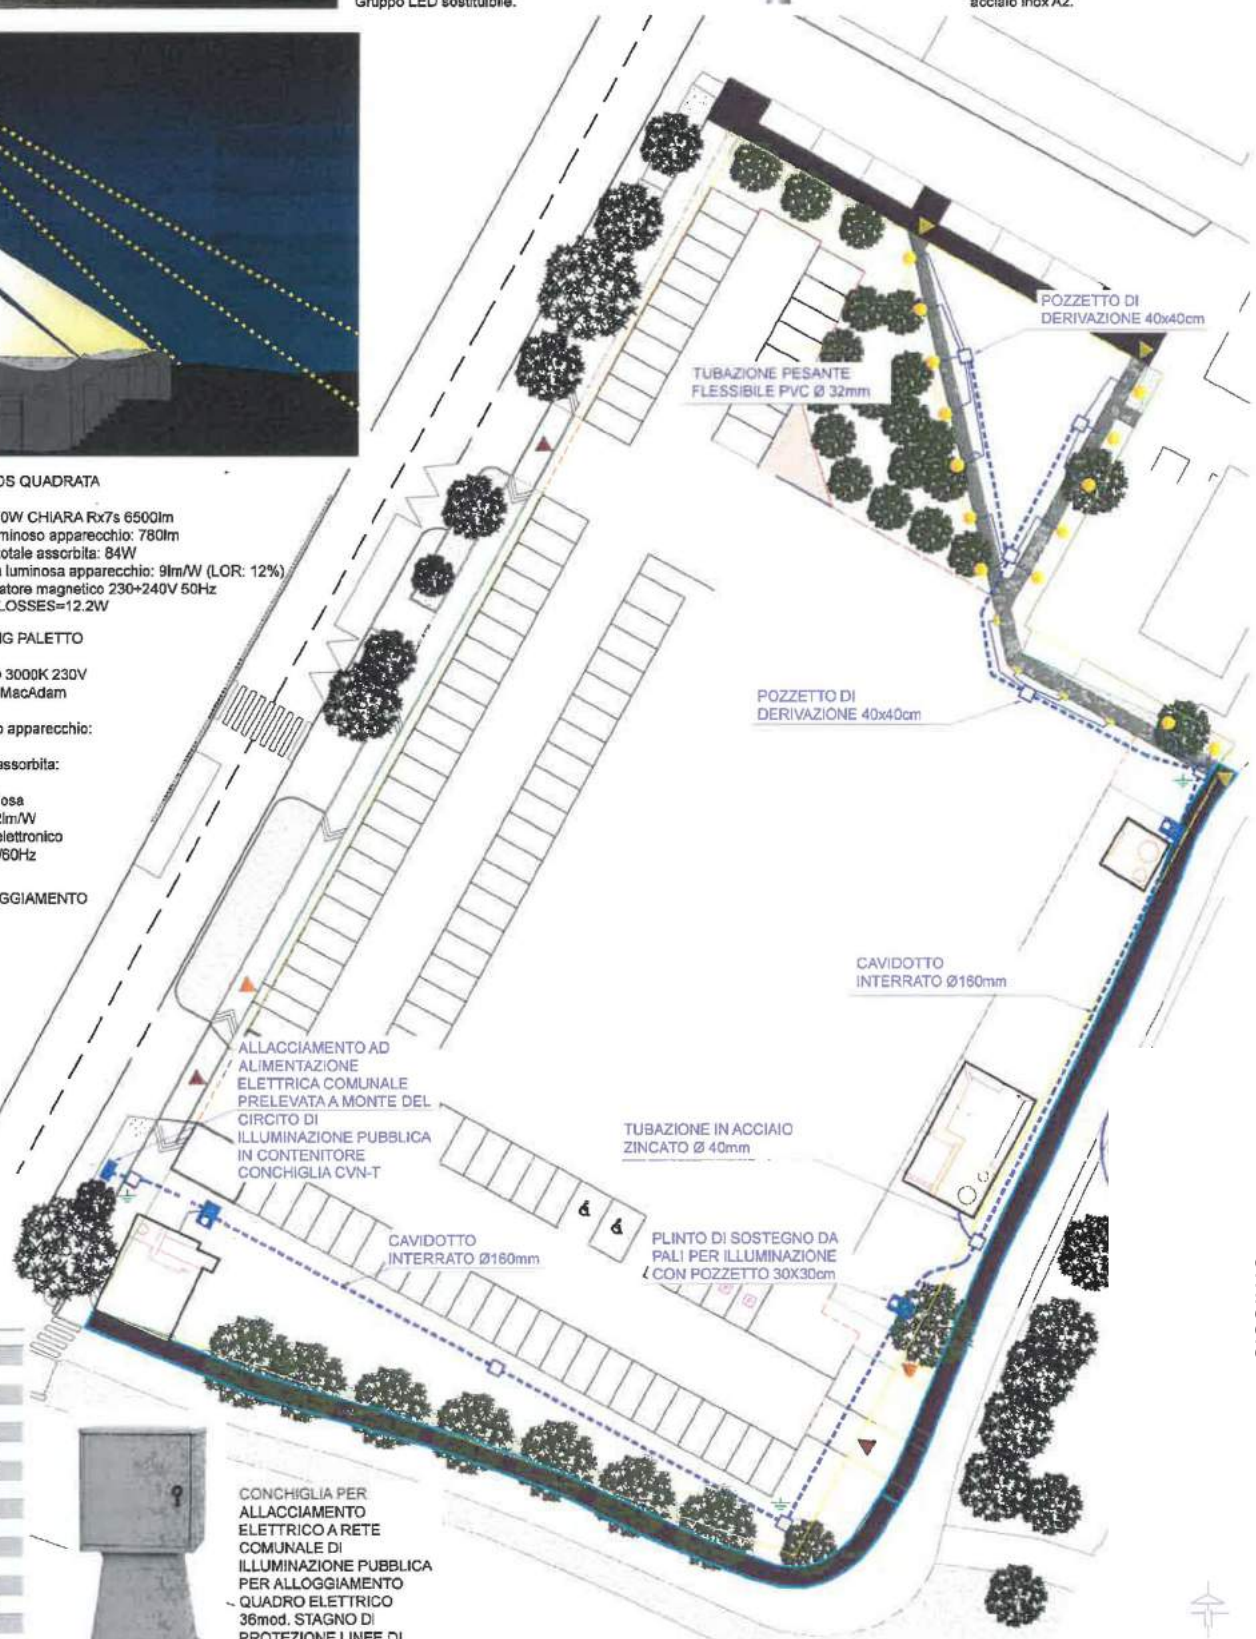 Gruppo LED sostituibile.
acciaio inox A2.
POZZETTO DI
DERIVAZIONE 40x40cm
TUBAZIONE PESANTE
FLESSIBILE PVC Ø 32mm
OS QUADRATA
0W CHIARA Rx7s 6500lm
minoso apparecchio: 780lm
otale assorbita: 84W
luminosa apparecchio: 9lm/W (LOR: 12%)
atore magnetico 230÷240V 50Hz
LOSSES=12.2W
G PALETTO
3000K 230V
MacAdam
o apparecchio:
assorbita:
osa
2lm/W
elettronico
/60Hz
GGIAMENTO
POZZETTO DI
DERIVAZIONE 40x40cm
CAVIDOTTO
INTERRATO Ø160mm
ALLACCIAMENTO AD
ALIMENTAZIONE
ELETTRICA COMUNALE
PRELEVATA A MONTE DEL
CIRCITO DI
ILLUMINAZIONE PUBBLICA
IN CONTENITORE
CONCHIGLIA CVN-T
TUBAZIONE IN ACCIAIO
ZINCATO Ø 40mm
CAVIDOTTO
INTERRATO Ø160mm
PLINTO DI SOSTEGNO DA
PALI PER ILLUMINAZIONE
CON POZZETTO 30X30cm
CONCHIGLIA PER
ALLACCIAMENTO
ELETTRICO A RETE
COMUNALE DI
ILLUMINAZIONE PUBBLICA
PER ALLOGGIAMENTO
QUADRO ELETTRICO
36mod. STAGNO DI
PROTEZIONE LINEE DI